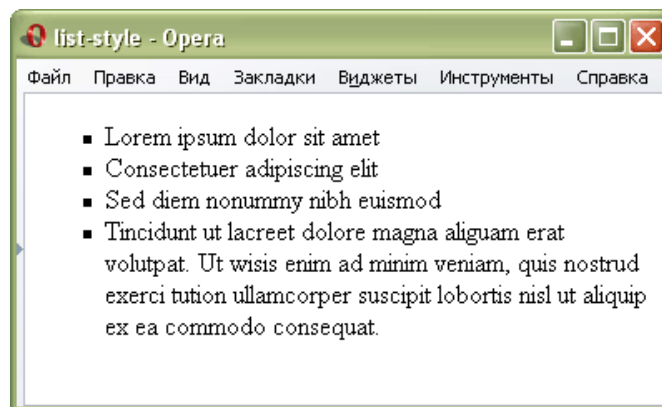 list-style - Opera
Файл Правка Вид Закладки Виджеты Инструменты Справка
Lorem ipsum dolor sit amet
Consectetuer adipiscing elit
Sed diem nonummy nibh euismod
Tincidunt ut lacreet dolore magna aliguam erat
volutpat. Ut wisis enim ad minim veniam, quis nostrud
exerci tution ullamcorper suscipit lobortis nisl ut aliquip
ex ea commodo consequat.